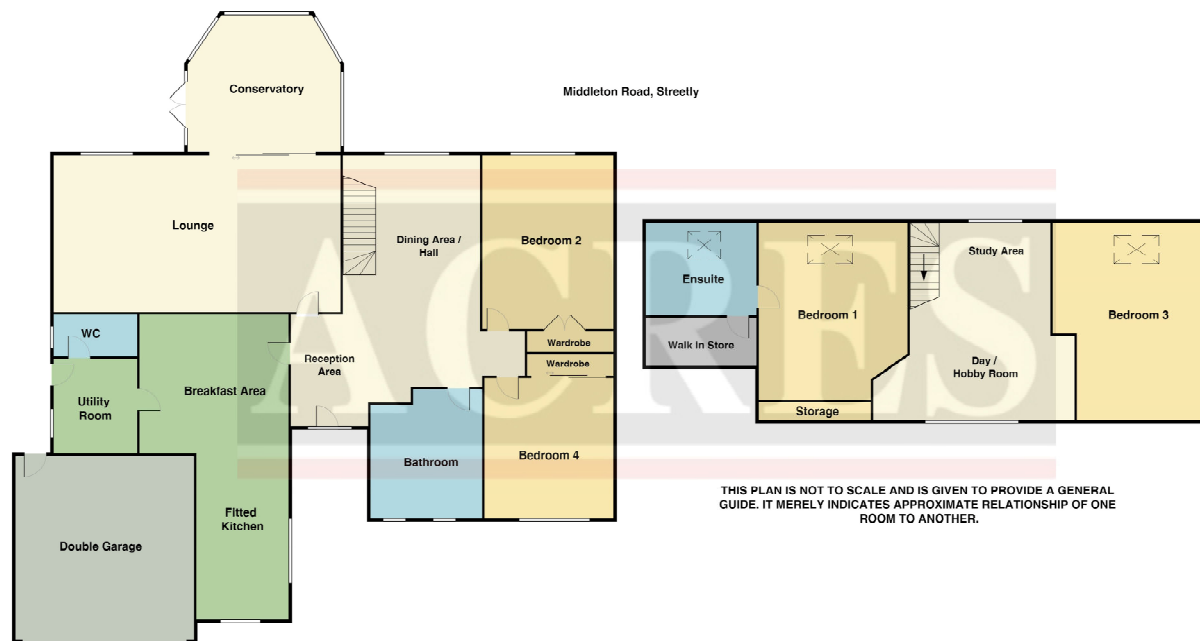 Conservatory
Middleton Road, Streetly
Lounge
Dining Area /
Hall
Bedroom 2
WC
Utility
Room
Breakfast Area
Reception
Area
Wardrobe
Wardrobe
Bathroom
Bedroom 4
Fitted
Kitchen
Double Garage
Ensuite
Walk In Store
Bedroom 1
Storage
Study Area
Day /
Hobby Room
Bedroom 3
ACRES
THIS PLAN IS NOT TO SCALE AND IS GIVEN TO PROVIDE A GENERAL
GUIDE. IT MERELY INDICATES APPROXIMATE RELATIONSHIP OF ONE
ROOM TO ANOTHER.